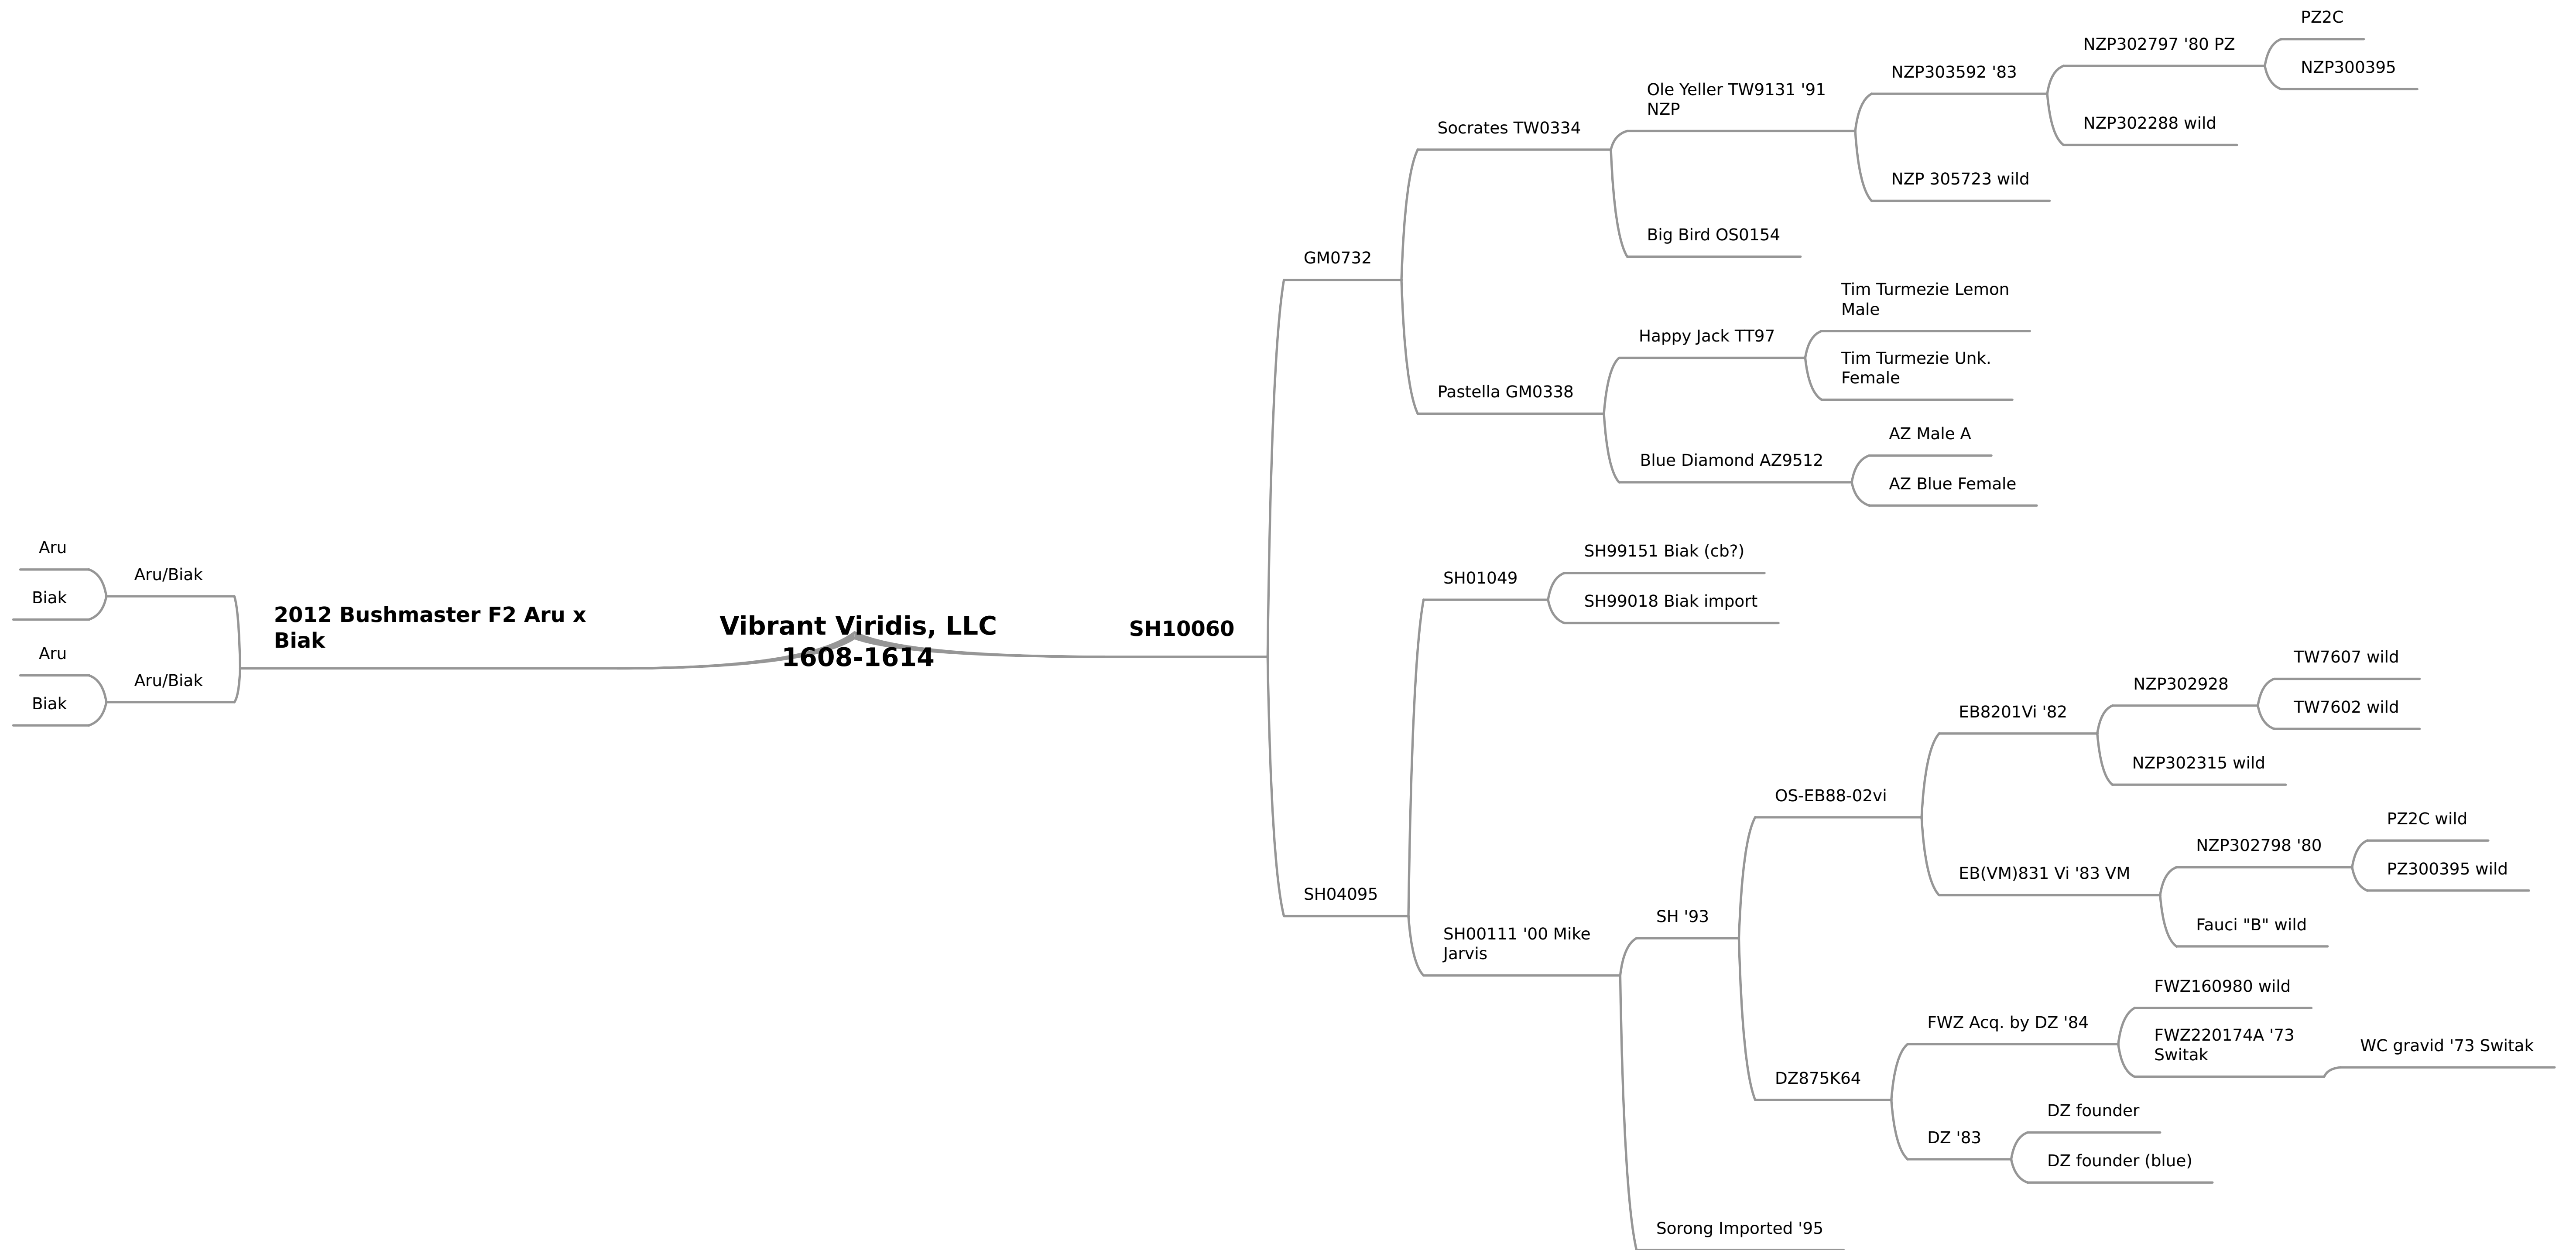 PZ2C
NZP302797 '80 PZ
NZP300395
NZP303592 '83
Ole Yeller TW9131 '91
NZP
NZP302288 wild
Socrates TW0334
NZP 305723 wild
Big Bird OS0154
GM0732
Tim Turmezie Lemon
Male
Happy Jack TT97
Tim Turmezie Unk.
Female
Pastella GM0338
AZ Male A
Blue Diamond AZ9512
AZ Blue Female
Aru
Aru/Biak
Biak
Aru
Aru/Biak
Biak
2012 Bushmaster F2 Aru x
Biak
Vibrant Viridis, LLC
1608-1614
SH10060
SH99151 Biak (cb?)
SH01049
SH99018 Biak import
TW7607 wild
NZP302928
TW7602 wild
EB8201Vi '82
NZP302315 wild
OS-EB88-02vi
PZ2C wild
NZP302798 '80
PZ300395 wild
EB(VM)831 Vi '83 VM
Fauci "B" wild
SH04095
SH '93
SH00111 '00 Mike
Jarvis
FWZ160980 wild
FWZ Acq. by DZ '84
FWZ220174A '73
Switak
WC gravid '73 Switak
DZ875K64
DZ founder
DZ '83
DZ founder (blue)
Sorong Imported '95